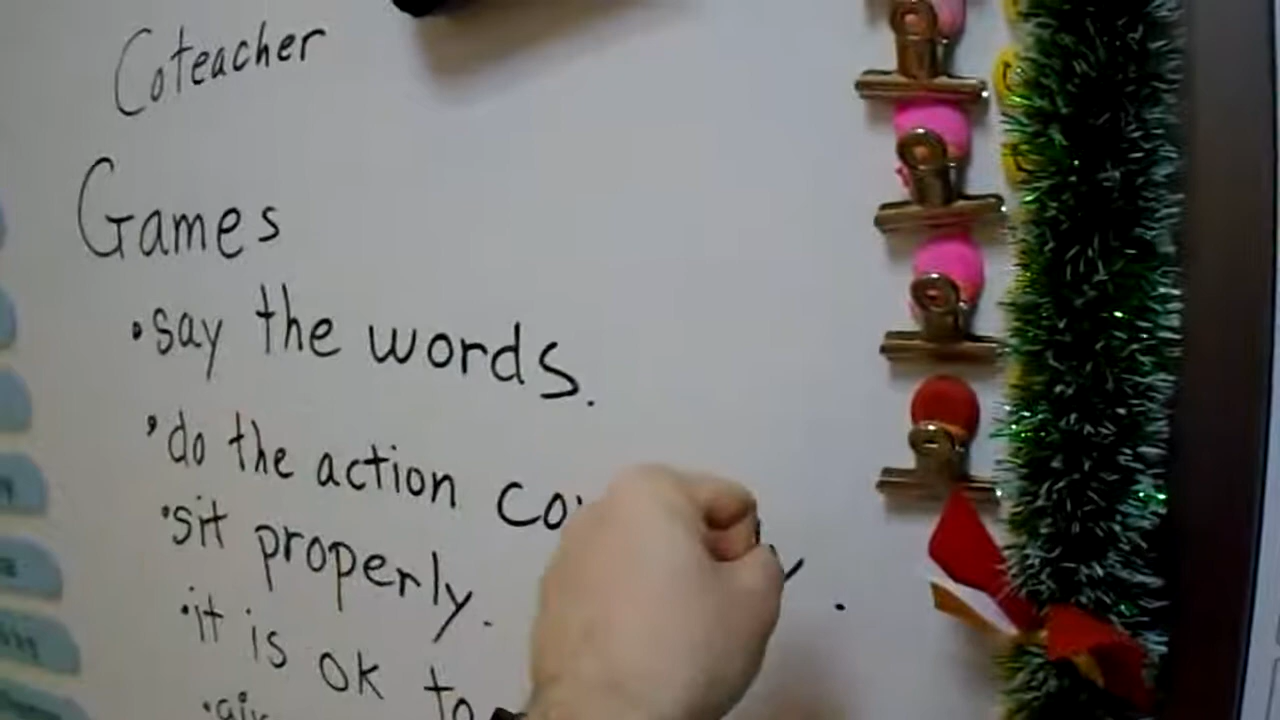 Coteacher
Games
•say the words.
•do the action
•sit properly.
•it is ok to